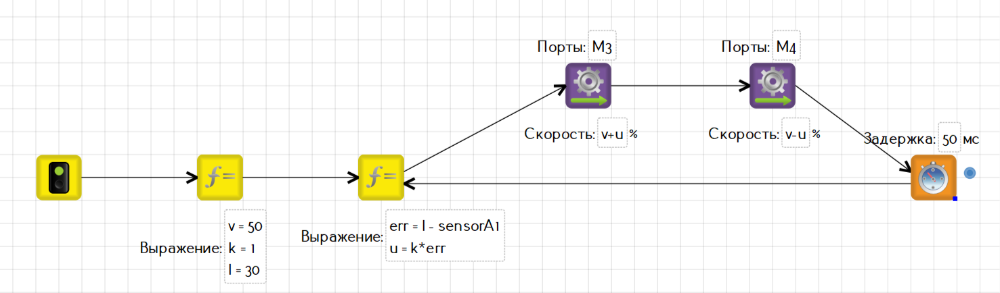 Порты: M3
Порты: M4
Скорость: v+u %
Скорость: v-u %
Задержка: 50 мс
f=
f=
Выражение:
v = 50
k = 1
l = 30
Выражение:
err = l - sensorA1
u = k*err